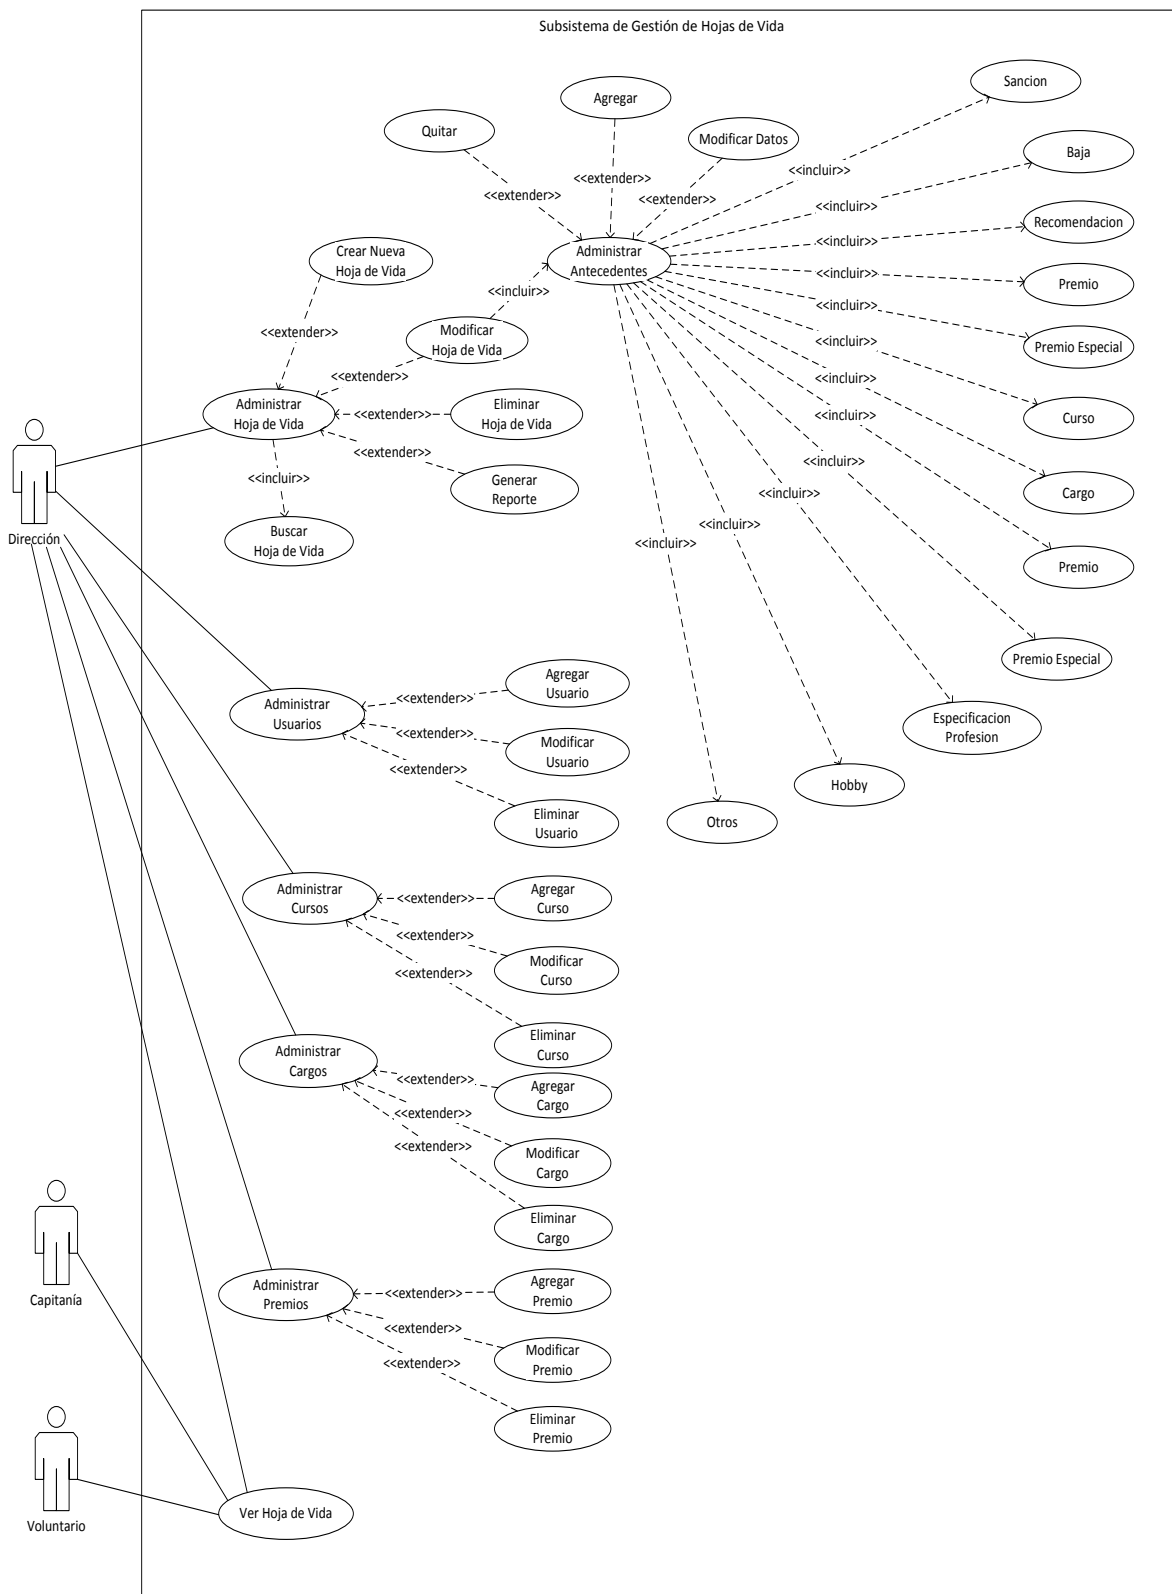 Subsistema de Gestión de Hojas de Vida
Sancion
Agregar
Quitar
Modificar Datos
Baja
<<incluir>>
<<extender>>
<<extender>>
<<extender>>
<<incluir>>
Recomendacion
<<incluir>>
Administrar
Antecedentes
Crear Nueva
Hoja de Vida
<<incluir>>
Premio
<<incluir>>
<<incluir>>
<<extender>>
Modificar
Hoja de Vida
<<incluir>>
Premio Especial
<<extender>>
<<incluir>>
Administrar
Hoja de Vida
<<extender>>
Eliminar
Hoja de Vida
<<incluir>>
Curso
<<extender>>
<<incluir>>
<<incluir>>
Generar
Reporte
<<incluir>>
Cargo
Buscar
Hoja de Vida
<<incluir>>
<<incluir>>
Dirección
Premio
Premio Especial
Administrar
Usuarios
<<extender>>
Agregar
Usuario
<<extender>>
Modificar
Usuario
<<extender>>
Eliminar
Usuario
Especificacion
Profesion
Hobby
Otros
Administrar
Cursos
<<extender>>
Agregar
Curso
<<extender>>
Modificar
Curso
<<extender>>
Eliminar
Curso
Administrar
Cargos
<<extender>>
Agregar
Cargo
<<extender>>
Modificar
Cargo
<<extender>>
Eliminar
Cargo
Capitanía
Administrar
Premios
<<extender>>
Agregar
Premio
<<extender>>
Modificar
Premio
<<extender>>
Eliminar
Premio
Voluntario
Ver Hoja de Vida